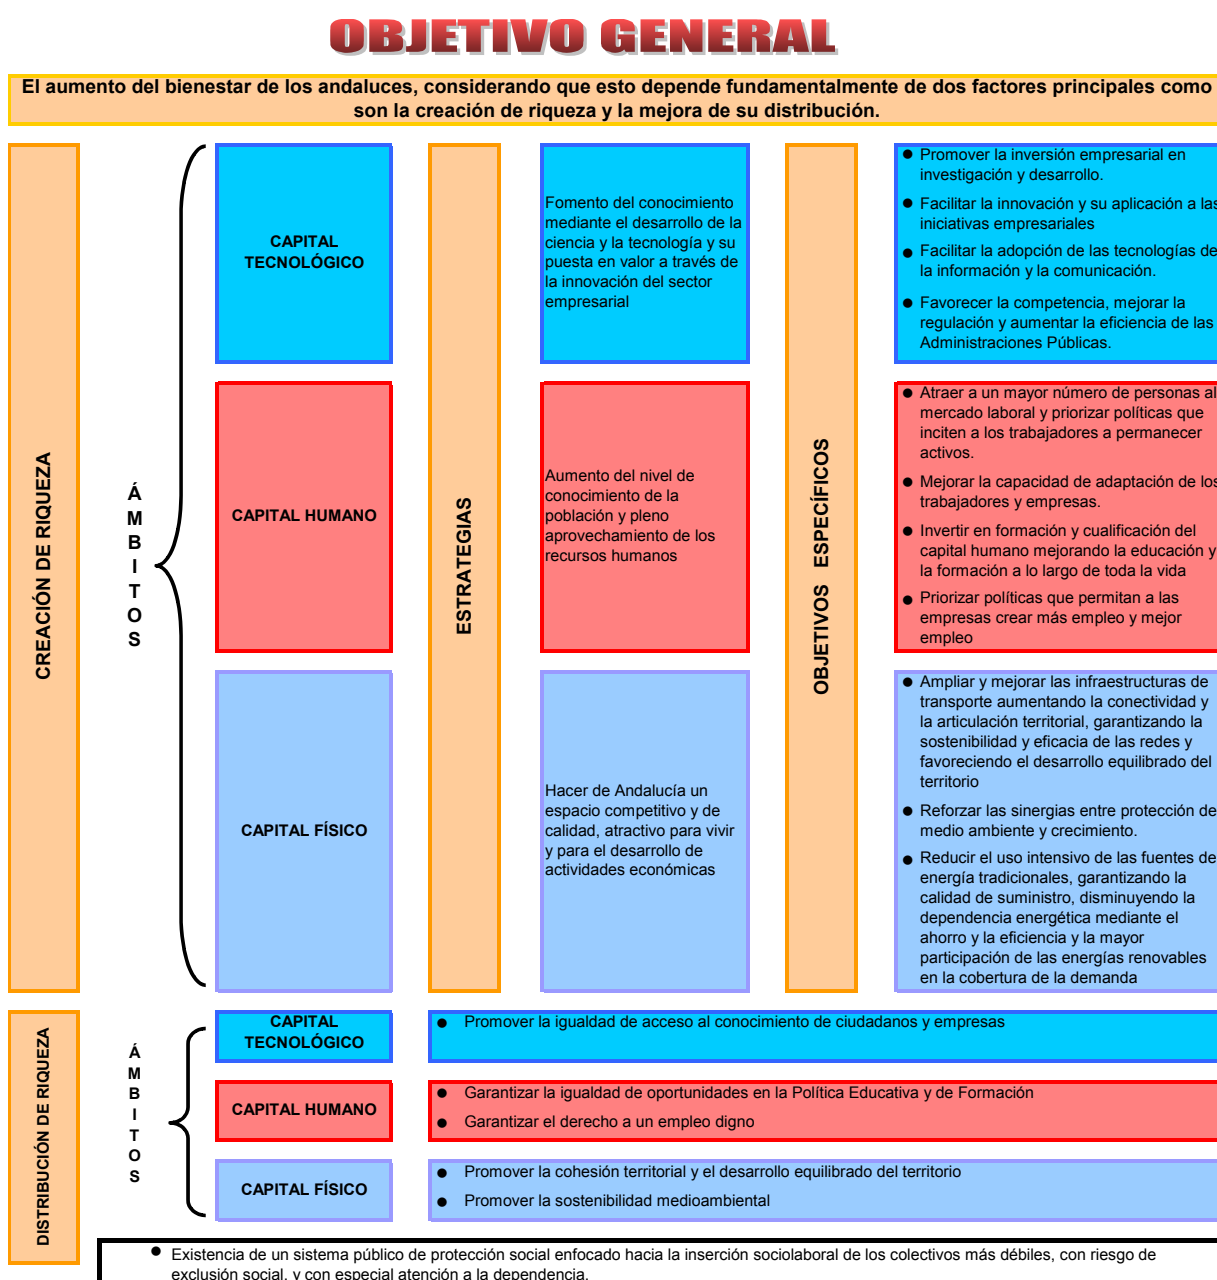 OBJETIVO GENERAL
El aumento del bienestar de los andaluces, considerando que esto depende fundamentalmente de dos factores principales como
son la creación de riqueza y la mejora de su distribución.
CREACIÓN DE RIQUEZA
ÁMBITOS
CAPITAL
TECNOLÓGICO
ESTRATEGIAS
Fomento del conocimiento
mediante el desarrollo de la
ciencia y la tecnología y su
puesta en valor a través de
la innovación del sector
empresarial
OBJETIVOS ESPECÍFICOS
● Promover la inversión empresarial en
investigación y desarrollo.
● Facilitar la innovación y su aplicación a las
iniciativas empresariales
● Facilitar la adopción de las tecnologías de
la información y la comunicación.
● Favorecer la competencia, mejorar la
regulación y aumentar la eficiencia de las
Administraciones Públicas.
CAPITAL HUMANO
Aumento del nivel de
conocimiento de la
población y pleno
aprovechamiento de los
recursos humanos
● Atraer a un mayor número de personas al
mercado laboral y priorizar políticas que
inciten a los trabajadores a permanecer
activos.
● Mejorar la capacidad de adaptación de los
trabajadores y empresas.
● Invertir en formación y cualificación del
capital humano mejorando la educación y
la formación a lo largo de toda la vida
● Priorizar políticas que permitan a las
empresas crear más empleo y mejor
empleo
CAPITAL FÍSICO
Hacer de Andalucía un
espacio competitivo y de
calidad, atractivo para vivir
y para el desarrollo de
actividades económicas
● Ampliar y mejorar las infraestructuras de
transporte aumentando la conectividad y
la articulación territorial, garantizando la
sostenibilidad y eficacia de las redes y
favoreciendo el desarrollo equilibrado del
territorio
● Reforzar las sinergias entre protección de
medio ambiente y crecimiento.
● Reducir el uso intensivo de las fuentes de
energía tradicionales, garantizando la
calidad de suministro, disminuyendo la
dependencia energética mediante el
ahorro y la eficiencia y la mayor
participación de las energías renovables
en la cobertura de la demanda
DISTRIBUCIÓN DE RIQUEZA
ÁMBITOS
CAPITAL
TECNOLÓGICO
● Promover la igualdad de acceso al conocimiento de ciudadanos y empresas
CAPITAL HUMANO
● Garantizar la igualdad de oportunidades en la Política Educativa y de Formación
● Garantizar el derecho a un empleo digno
CAPITAL FÍSICO
● Promover la cohesión territorial y el desarrollo equilibrado del territorio
● Promover la sostenibilidad medioambiental
● Existencia de un sistema público de protección social enfocado hacia la inserción sociolaboral de los colectivos más débiles, con riesgo de
exclusión social, y con especial atención a la dependencia.